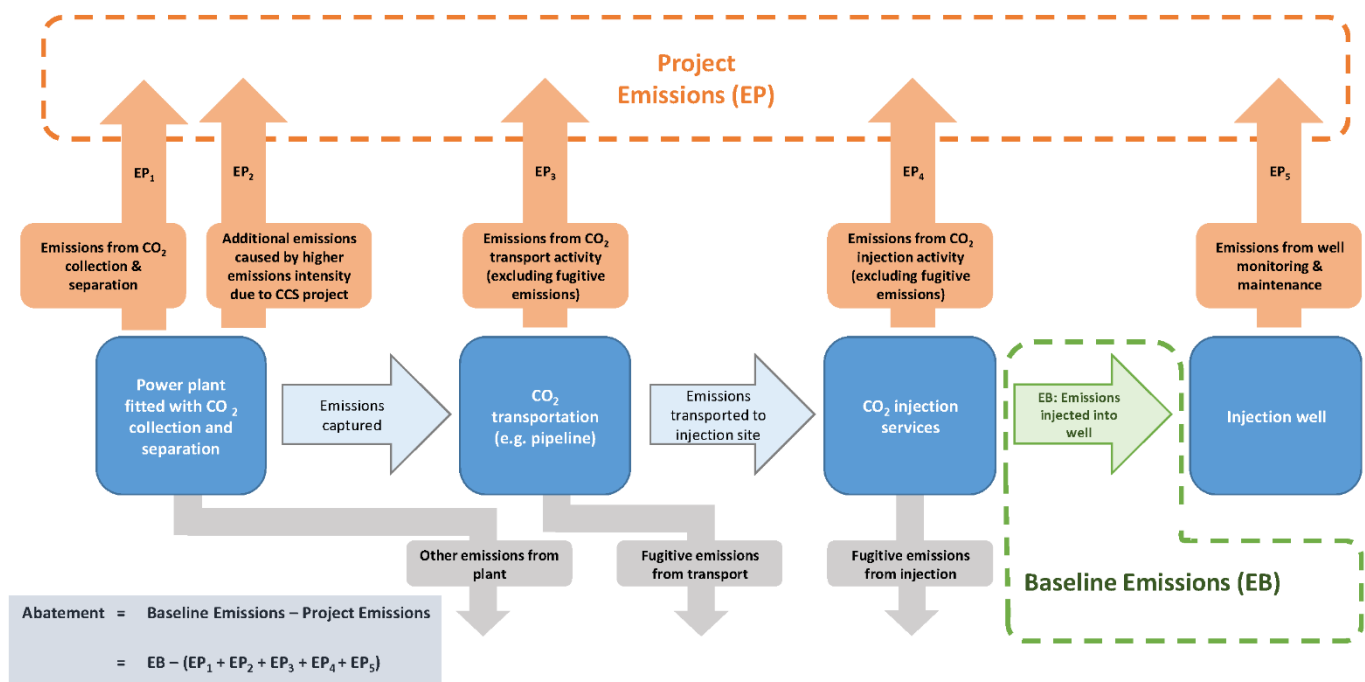 Project
Emissions (EP)
EP₁
EP₂
EP₃
EP₄
EP₅
Emissions from CO₂
collection &
separation
Additional emissions
caused by higher
emissions intensity
due to CCS project
Emissions from CO₂
transport activity
(excluding fugitive
emissions)
Emissions from CO₂
injection activity
(excluding fugitive
emissions)
Emissions from well
monitoring &
maintenance
Power plant
fitted with CO ₂
collection and
separation
Emissions
captured
CO₂
transportation
(e.g. pipeline)
Emissions
transported to
injection site
CO₂ injection
services
EB: Emissions
injected into
well
Injection well
Other emissions from
plant
Fugitive emissions
from transport
Fugitive emissions
from injection
Baseline Emissions (EB)
Abatement = Baseline Emissions – Project Emissions
= EB – (EP₁ + EP₂ + EP₃ + EP₄ + EP₅)